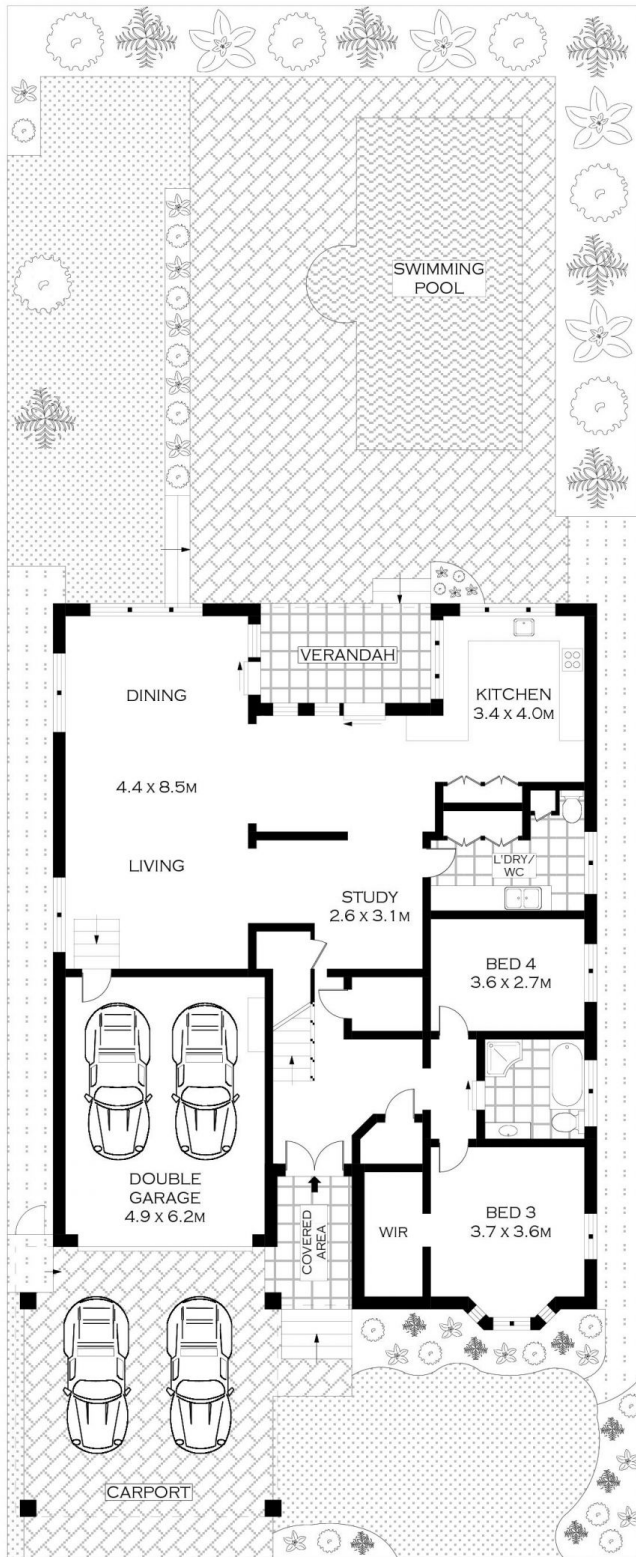 SWIMMING
POOL
VERANDAH
DINING
KITCHEN
3.4 X 4.0M
4.4 X 8.5M
LIVING
L'DRY/
WC
STUDY
2.6 X 3.1M
BED 4
3.6 X 2.7M
DOUBLE
GARAGE
4.9 X 6.2M
COVERED
AREA
WIR
BED 3
3.7 X 3.6M
CARPORT